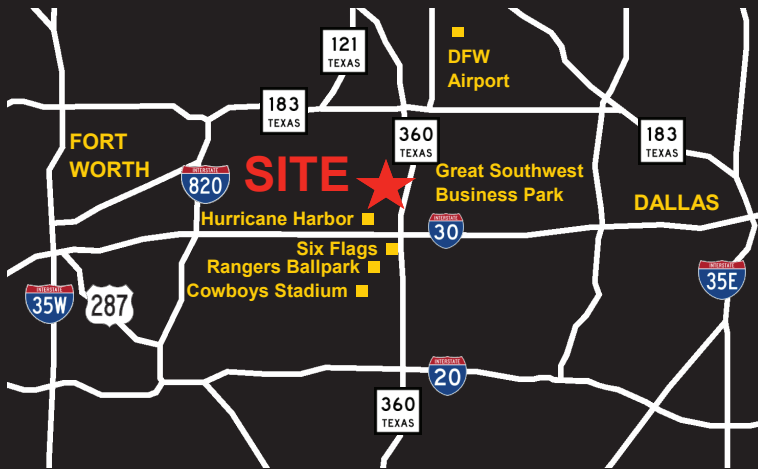 121
TEXAS
DFW
Airport
183
TEXAS
360
TEXAS
183
TEXAS
FORT
WORTH
INTERSTATE
820
SITE
Great Southwest
Business Park
DALLAS
Hurricane Harbor
INTERSTATE
30
Six Flags
Rangers Ballpark
Cowboys Stadium
INTERSTATE
35W
287
INTERSTATE
35E
INTERSTATE
20
360
TEXAS